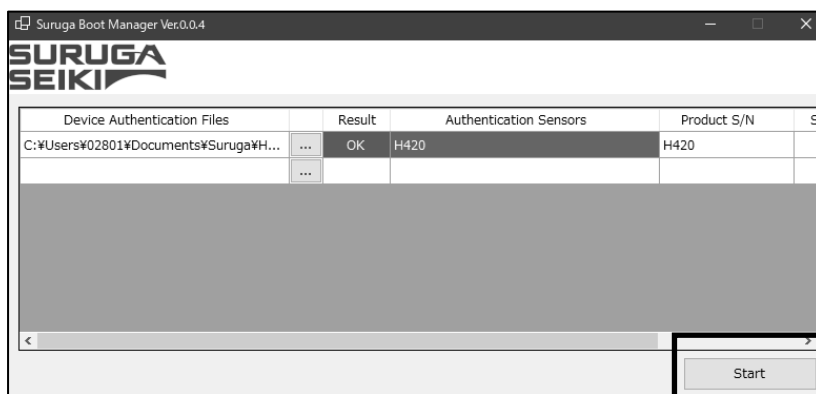 Suruga Boot Manager Ver.0.0.4
SURUGA
SEIKI
Device Authentication Files Result Authentication Sensors Product S/N S
C:¥Users¥02801¥Documents¥Suruga¥H... ... OK H420 H420
...
Start